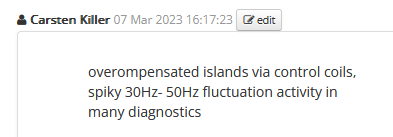 Carsten Killer 07 Mar 2023 16:17:23 edit
overompensated islands via control coils,
spiky 30Hz- 50Hz fluctuation activity in
many diagnostics